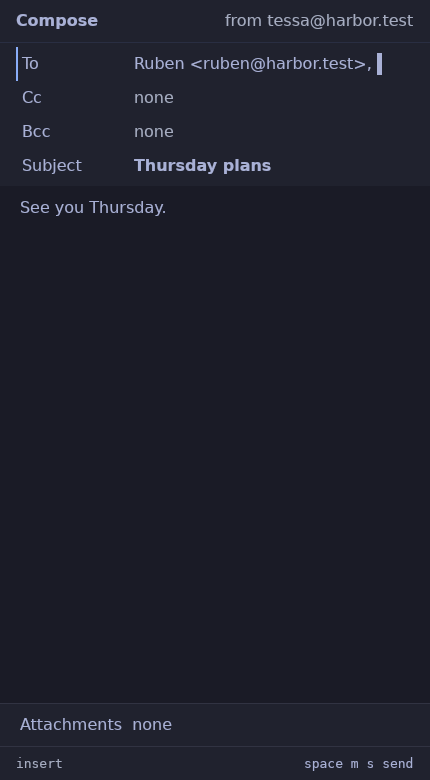 Compose from tessa@harbor.test
To Ruben <ruben@harbor.test>,
Cc none
Bcc none
Subject Thursday plans
See you Thursday.
Attachments none
insert space m s send